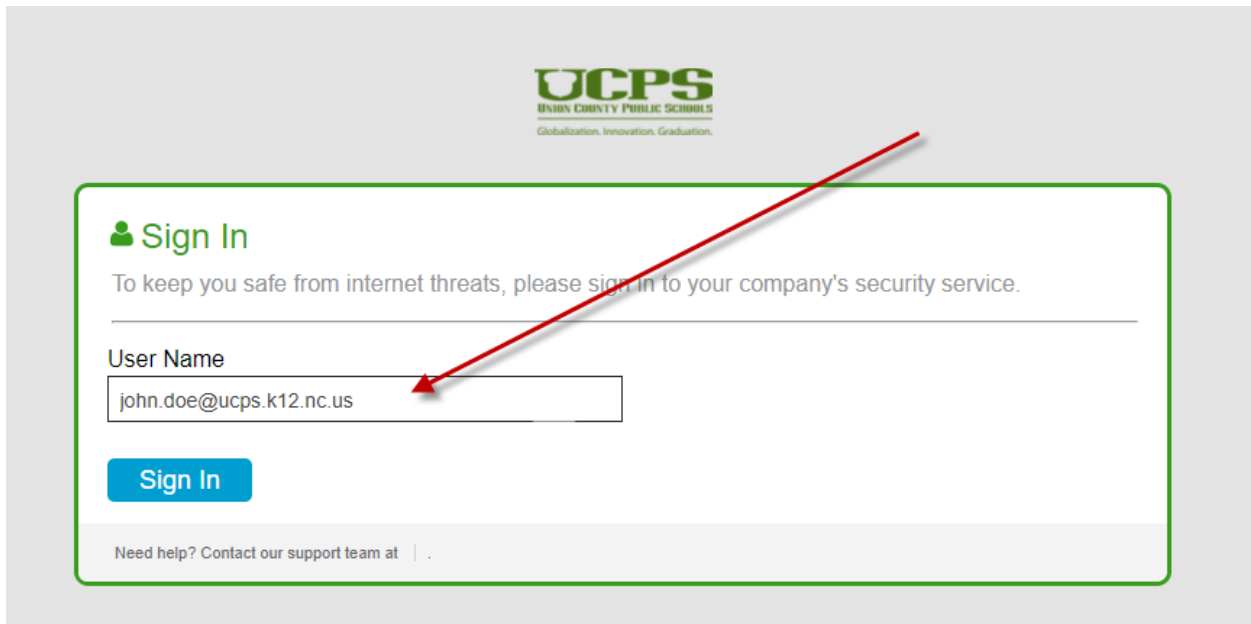 UCPS
UNION COUNTY PUBLIC SCHOOLS
Globalization. Innovation. Graduation.
Sign In
To keep you safe from internet threats, please sign in to your company's security service.
User Name
john.doe@ucps.k12.nc.us
Sign In
Need help? Contact our support team at | .